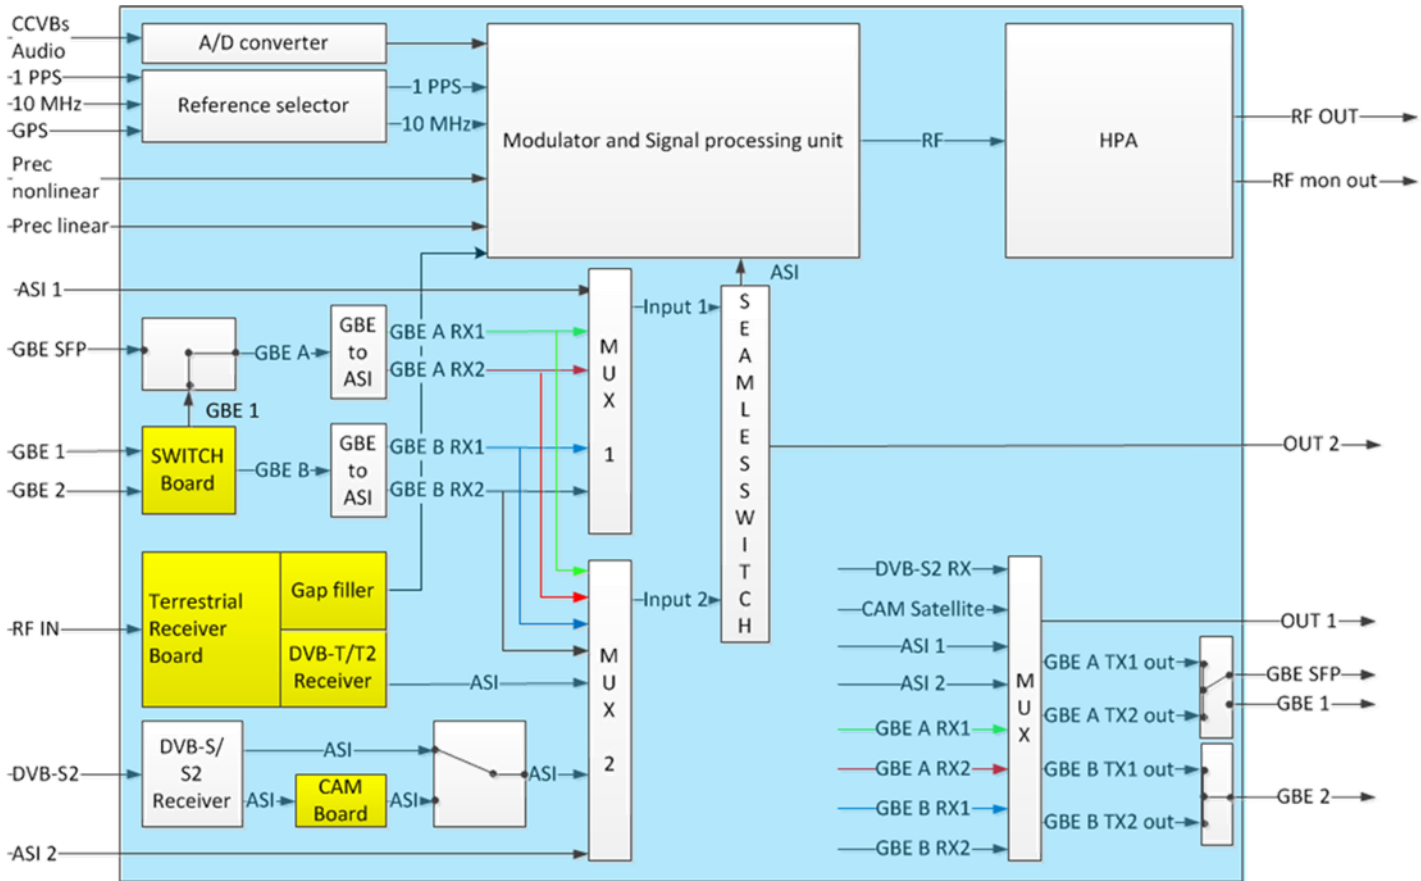 CCVBs
Audio
A/D converter
1 PPS
10 MHz
GPS
Reference selector
1 PPS
10 MHz
Prec
nonlinear
Prec linear
Modulator and Signal processing unit
RF
HPA
RF OUT
RF mon out
ASI 1
ASI
GBE SFP
GBE A
GBE 1
GBE
to
ASI
GBE A RX1
GBE A RX2
GBE 1
GBE 2
SWITCH
Board
GBE B
GBE
to
ASI
GBE B RX1
GBE B RX2
M
U
X
1
Input 1
S
E
A
M
L
E
S
S
W
I
T
C
H
OUT 2
RF IN
Terrestrial
Receiver
Board
Gap filler
DVB-T/T2
Receiver
ASI
DVB-S2
DVB-S/
S2
Receiver
ASI
ASI
CAM
Board
ASI
ASI
ASI 2
M
U
X
2
Input 2
DVB-S2 RX
CAM Satellite
ASI 1
ASI 2
GBE A RX1
GBE A RX2
GBE B RX1
GBE B RX2
M
U
X
OUT 1
GBE A TX1 out
GBE A TX2 out
GBE B TX1 out
GBE B TX2 out
GBE SFP
GBE 1
GBE 2